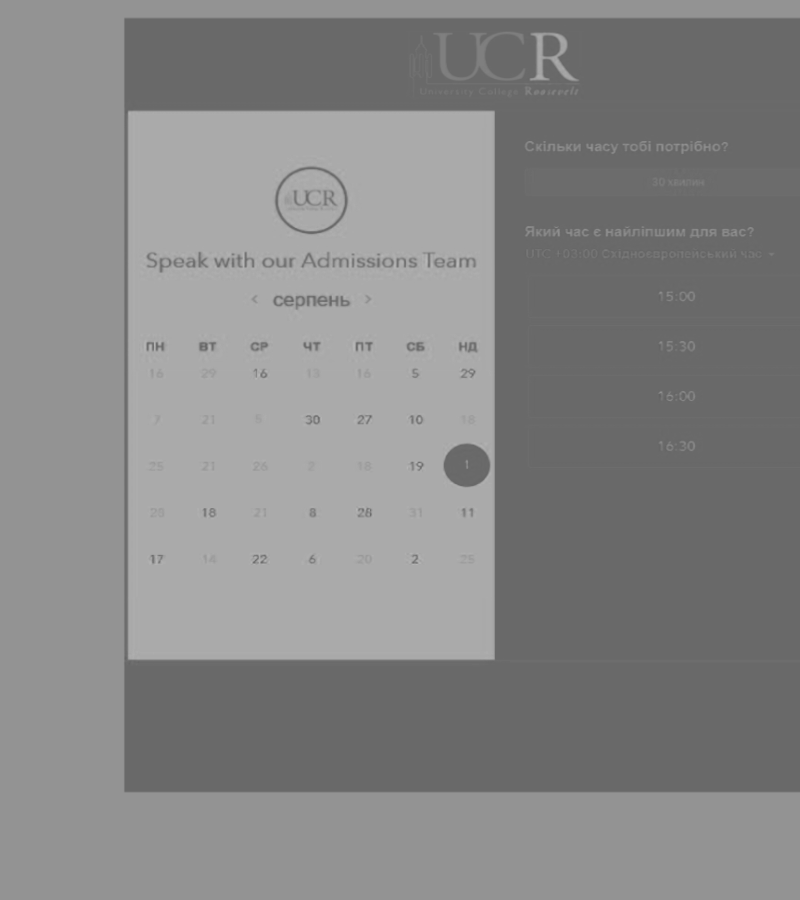 UCR
University College Roosevelt
UCR
Speak with our Admissions Team
< серпень >
ПН ВТ СР ЧТ ПТ СБ НД
16 29 16 13 16 5 29
7 21 30 27 10 18
25 21 26 2 18 19 1
18 21 8 28 31 11
17 14 22 6 20 2 25
Скільки часу тобі потрібно?
30 хвилин
Який час є найліпшим для вас?
UTC +03:00 Східноєвропейський час
15:00
15:30
16:00
16:30